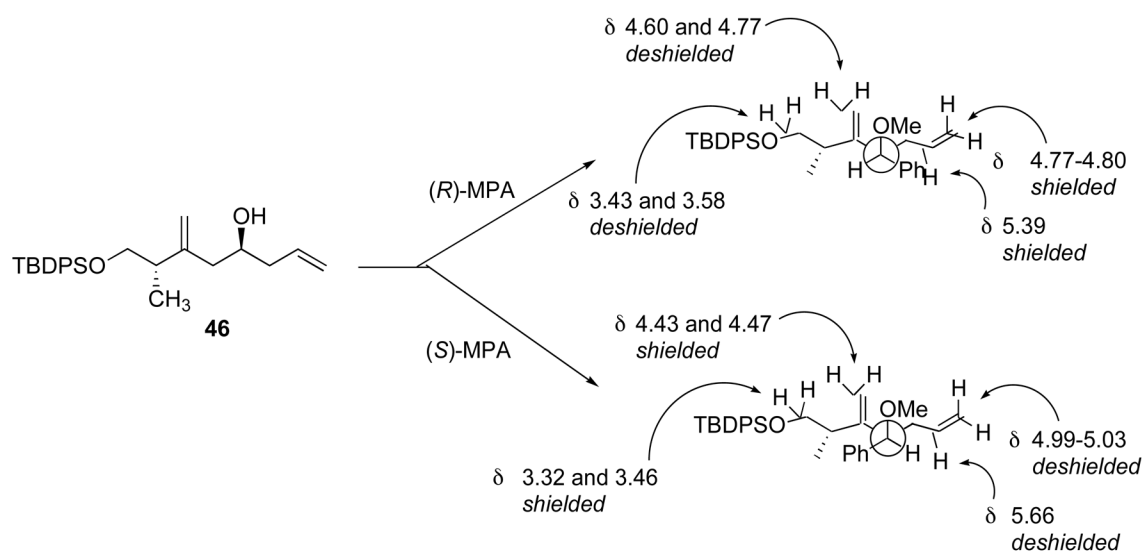 δ 4.60 and 4.77
deshielded
H H
H H
TBDPSO
OMe
H
H
H
Ph
H
δ 4.77-4.80
shielded
(R)-MPA
δ 3.43 and 3.58
deshielded
δ 5.39
shielded
OH
TBDPSO
CH3
46
(S)-MPA
δ 4.43 and 4.47
shielded
H H
H H
TBDPSO
OMe
H
H
Ph
H
H
δ 4.99-5.03
deshielded
δ 3.32 and 3.46
shielded
δ 5.66
deshielded